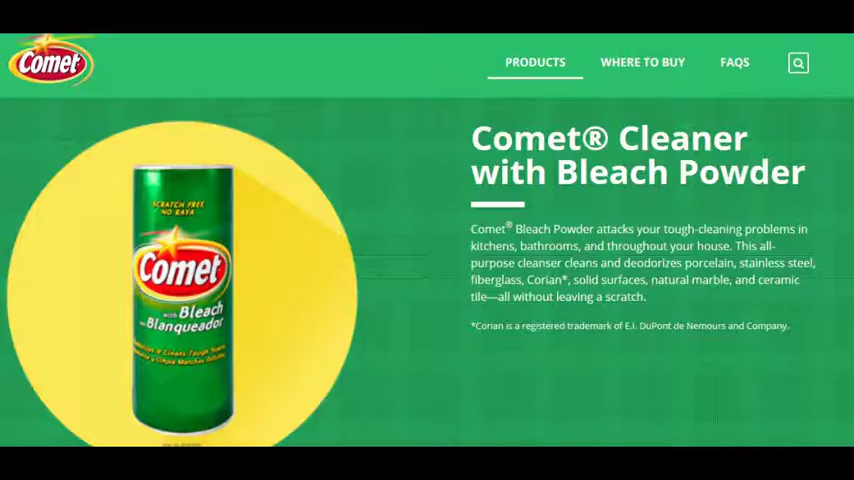 Comet
PRODUCTS
WHERE TO BUY
FAQS
Comet® Cleaner
with Bleach Powder
Comet® Bleach Powder attacks your tough-cleaning problems in
kitchens, bathrooms, and throughout your house. This all-
purpose cleanser cleans and deodorizes porcelain, stainless steel,
fiberglass, Corian*, solid surfaces, natural marble, and ceramic
tile—all without leaving a scratch.
*Corian is a registered trademark of E.I. DuPont de Nemours and Company.
SCRATCH FREE
NO RAYA
Comet
with Bleach
Blanqueador
Cleans Tough Stains